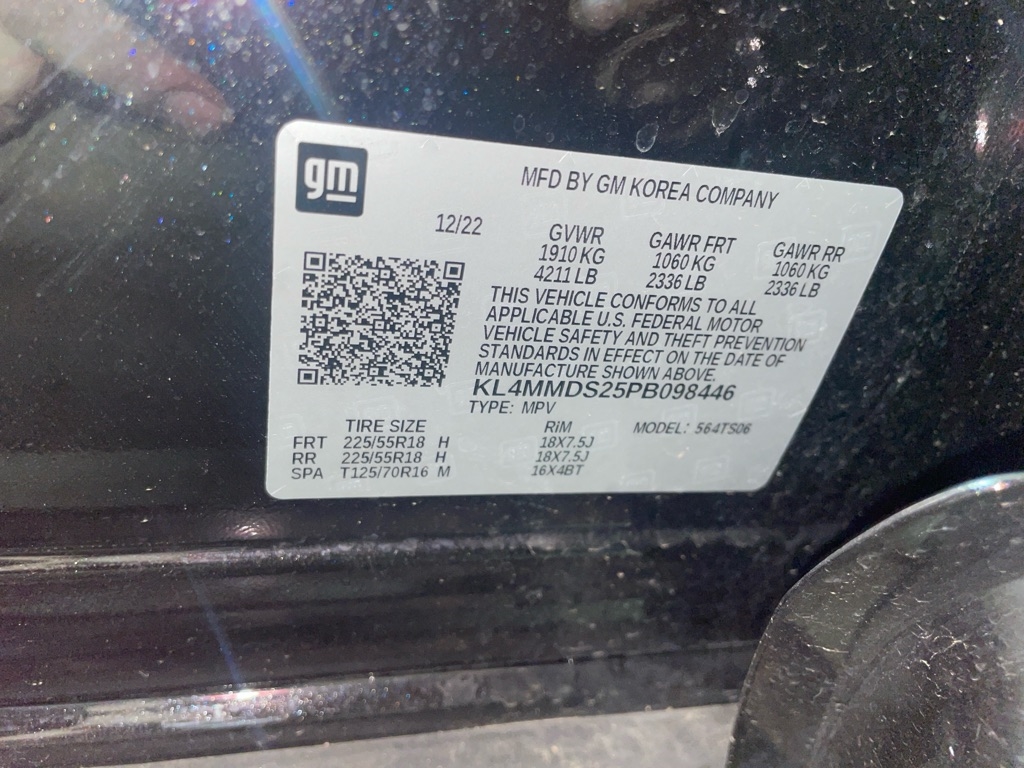 gm
MFD BY GM KOREA COMPANY
12/22
GVWR GAWR FRT GAWR RR
1910 KG 1060 KG 1060 KG
4211 LB 2336 LB 2336 LB
THIS VEHICLE CONFORMS TO ALL
APPLICABLE U.S. FEDERAL MOTOR
VEHICLE SAFETY AND THEFT PREVENTION
STANDARDS IN EFFECT ON THE DATE OF
MANUFACTURE SHOWN ABOVE.
KL4MMDS25PB098446
TYPE: MPV
TIRE SIZE RiM MODEL: 564TS06
FRT 225/55R18 H 18X7.5J
RR 225/55R18 H 18X7.5J
SPA T125/70R16 M 16X4BT